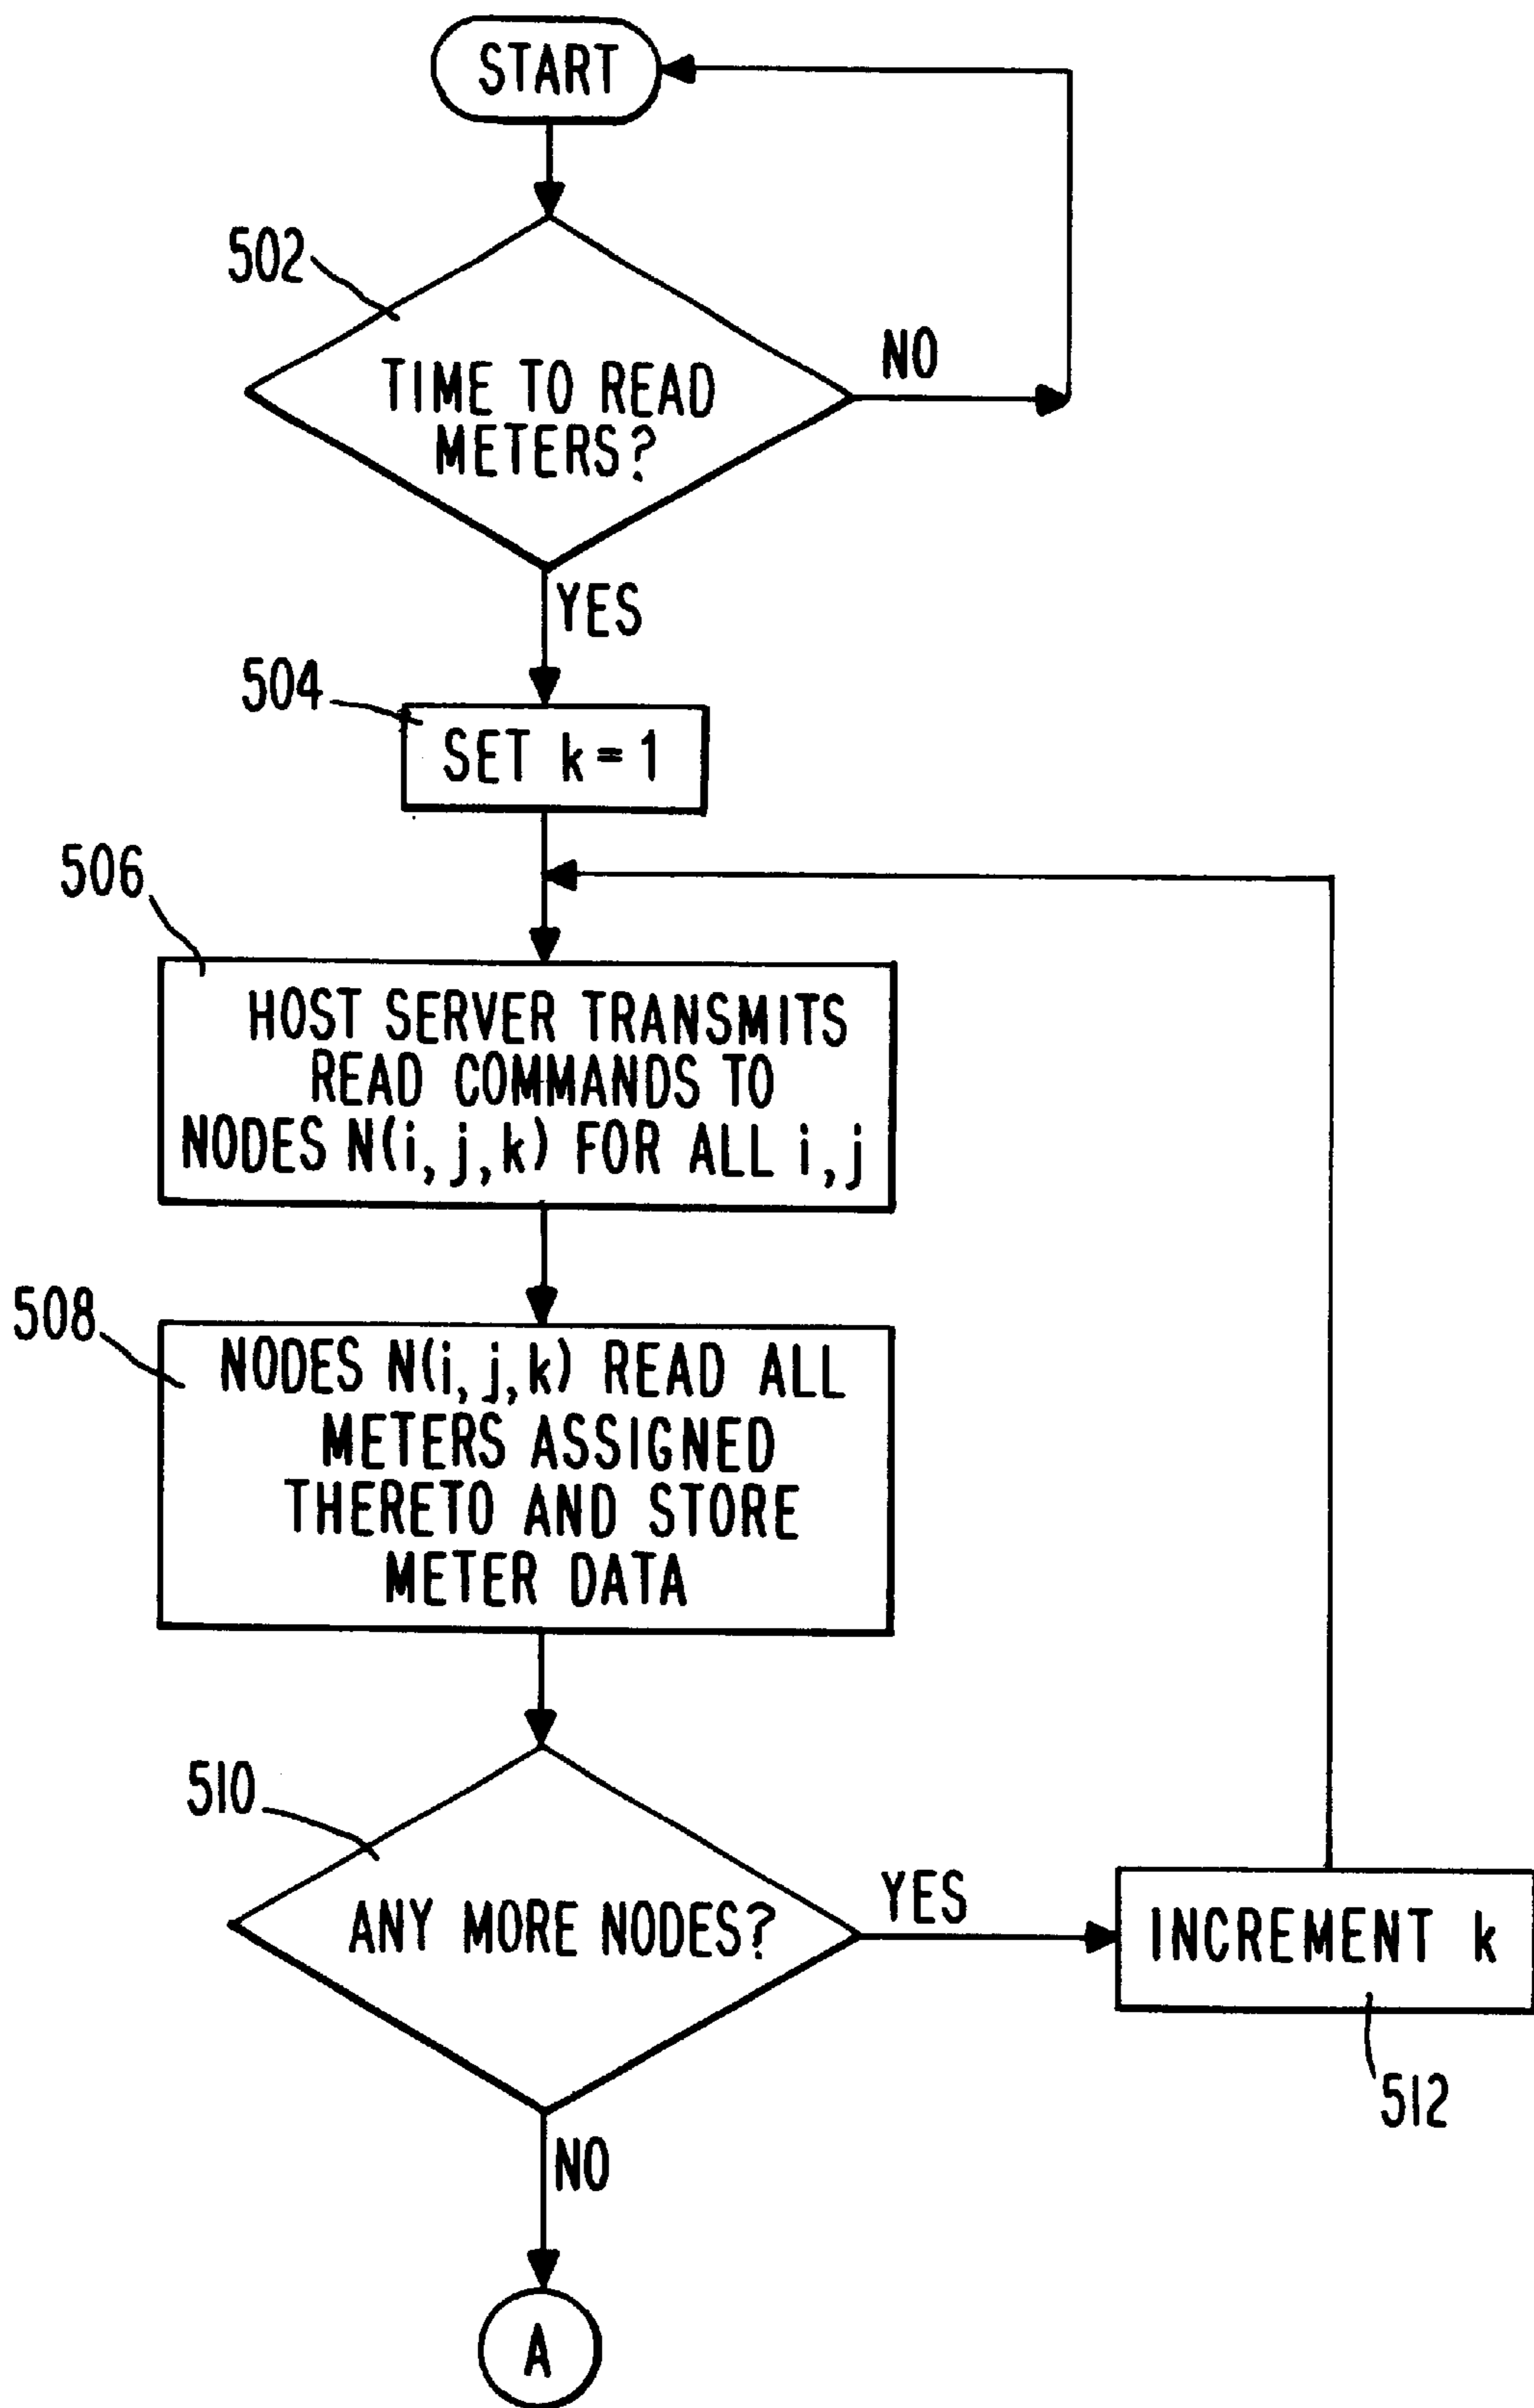 START
502
TIME TO READ
METERS?
NO
YES
504
SET k = 1
506
HOST SERVER TRANSMITS
READ COMMANDS TO
NODES N(i, j, k) FOR ALL i, j
508
NODES N(i, j, k) READ ALL
METERS ASSIGNED
THERETO AND STORE
METER DATA
510
ANY MORE NODES?
YES
INCREMENT k
512
NO
A